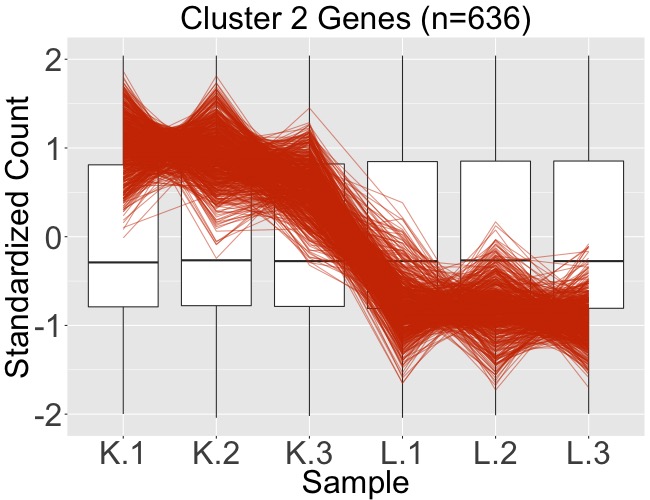 Cluster 2 Genes (n=636)
Standardized Count
2
1
0
-1
-2
K.1 K.2 K.3 L.1 L.2 L.3
Sample